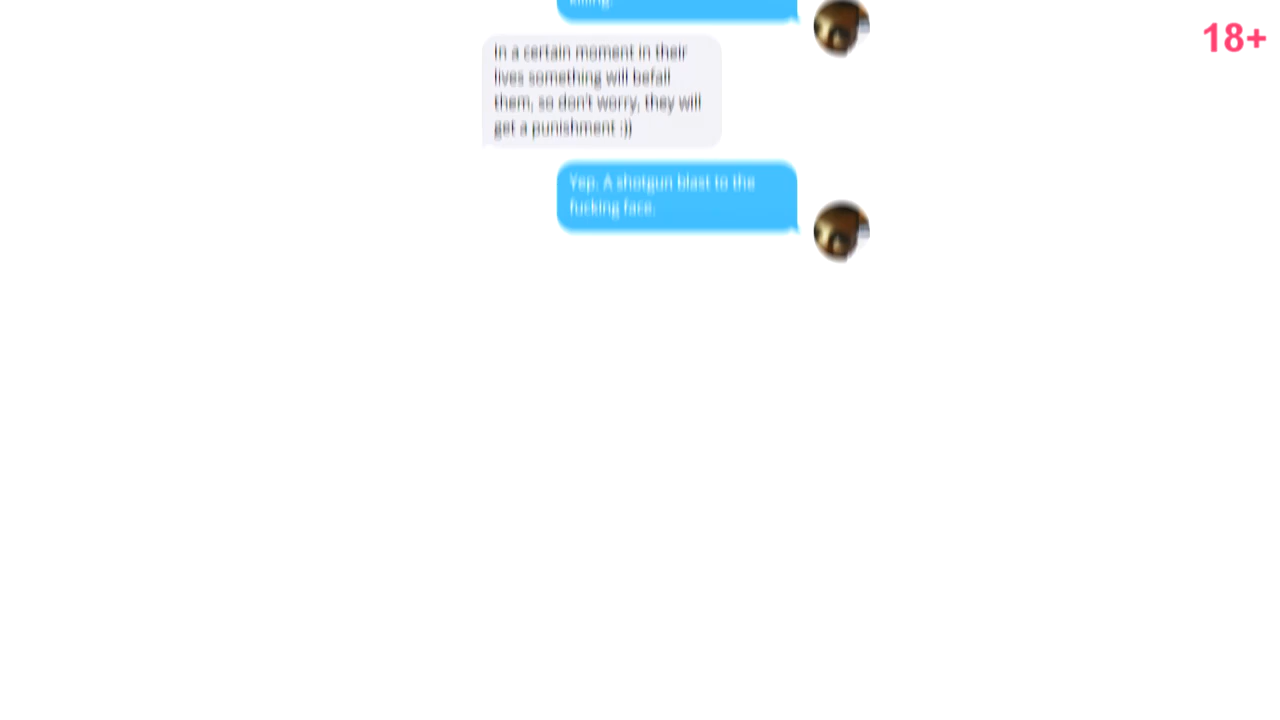 killing.
18+
In a certain moment in their
lives something will befall
them, so don't worry, they will
get a punishment :))
Yep. A shotgun blast to the
fucking face.